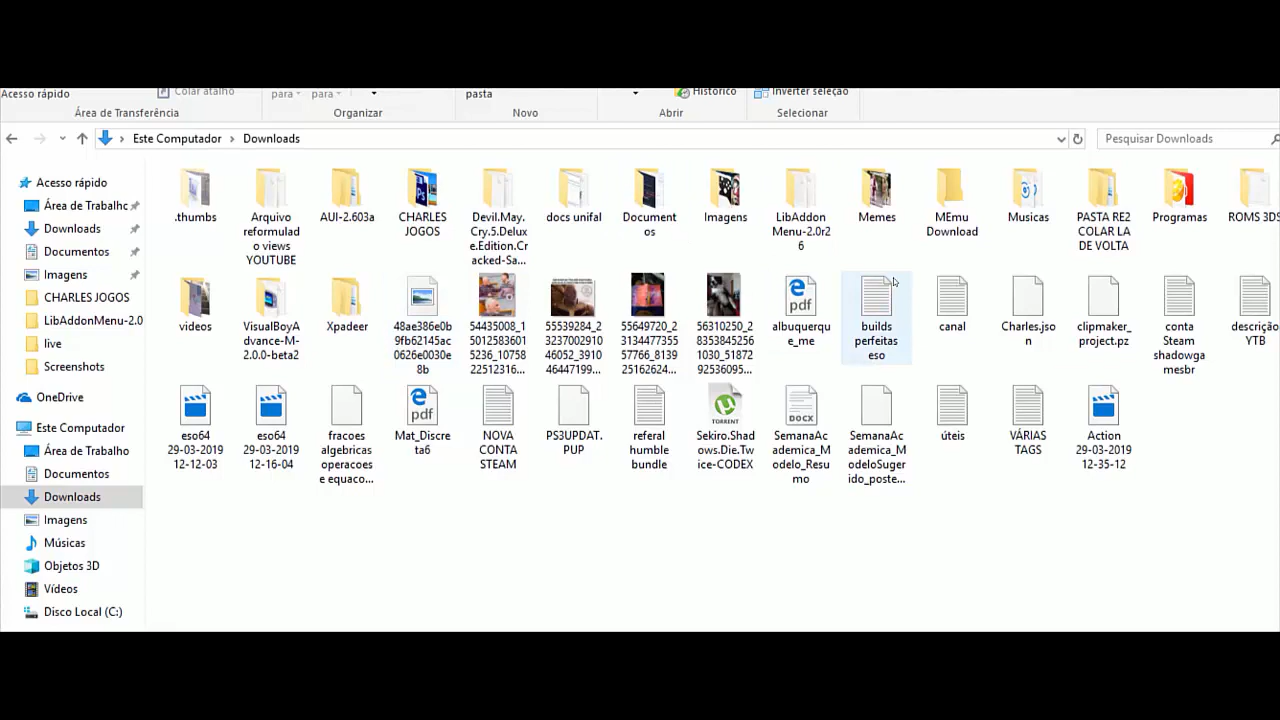 Acesso rápido
Colar atalho
para
para
pasta
Histórico
Inverter seleção
Área de Transferência
Organizar
Novo
Abrir
Selecionar
Este Computador
Downloads
Pesquisar Downloads
Acesso rápido
Área de Trabalho
Downloads
Documentos
Imagens
CHARLES JOGOS
LibAddonMenu-2.0
live
Screenshots
OneDrive
Este Computador
Área de Trabalho
Documentos
Downloads
Imagens
Músicas
Objetos 3D
Vídeos
Disco Local (C:)
.thumbs
Arquivo
reformulad
o views
YOUTUBE
AUI-2.603a
CHARLES
JOGOS
Devil.May.
Cry.5.Delux
e.Edition.Cr
acked-Sa...
docs unifal
Document
os
Imagens
LibAddon
Menu-2.0r2
6
Memes
MEmu
Download
Musicas
PASTA RE2
COLAR LA
DE VOLTA
Programas
ROMS 3DS
videos
VisualBoyA
dvance-M-
2.0.0-beta2
Xpadeer
48ae386e0b
9fb62145ac
0626e0030e
8b
54435008_1
5012583601
5236_10758
22512316...
55539284_2
3237002910
46052_3910
46447199...
55649720_2
3134477355
57766_8139
25162624...
56310250_2
8353845256
1030_51872
92536095...
albuquerqu
e_me
builds
perfeitas
eso
canal
Charles.jso
n
clipmaker_
project.pz
conta
Steam
shadowga
mesbr
descrição
YTB
eso64
29-03-2019
12-12-03
eso64
29-03-2019
12-16-04
fracoes
algebricas
operacoes
e equaco...
Mat_Discre
ta6
NOVA
CONTA
STEAM
PS3UPDAT.
PUP
referal
humble
bundle
TORRENT
Sekiro.Shad
ows.Die.Tw
ice-CODEX
DOCX
SemanaAc
ademica_
Modelo_Resu
mo
SemanaAc
ademica_M
odeloSuger
ido_poste...
úteis
VÁRIAS
TAGS
Action
29-03-2019
12-35-12